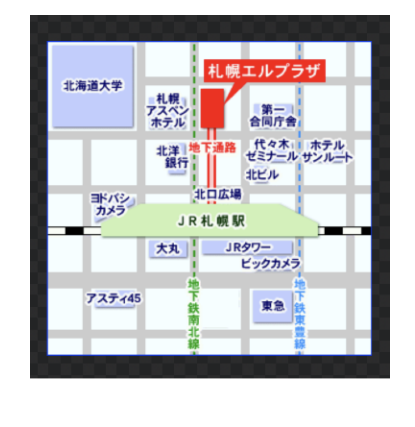 札幌エルプラザ
北海道大学
札幌
アスペン
ホテル
第一
合同庁舎
北洋
銀行
地下通路
代々木
ゼミナール
ホテル
サンルート
北ビル
ヨドバシ
カメラ
北口広場
JR札幌駅
大丸
JRタワー
ビックカメラ
アスティ45
地下鉄南北線
東急
地下鉄東豊線